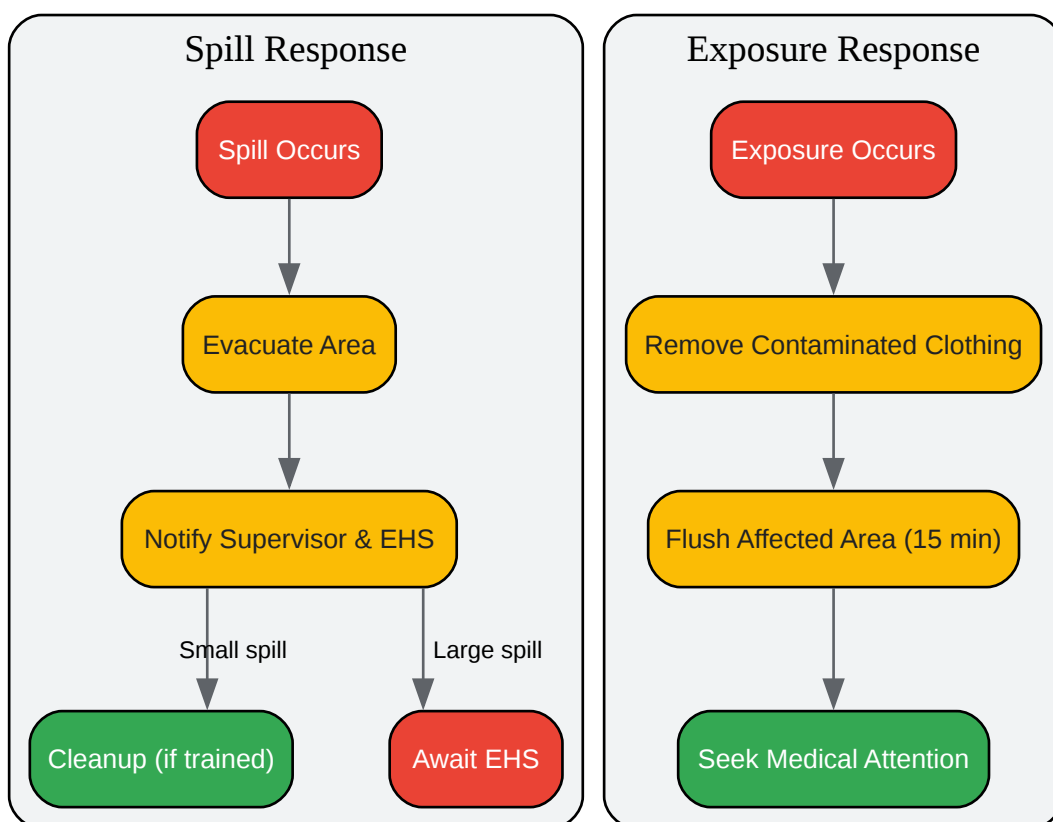 Spill Response
Spill Occurs
Evacuate Area
Notify Supervisor & EHS
Small spill
Large spill
Cleanup (if trained)
Await EHS
Exposure Response
Exposure Occurs
Remove Contaminated Clothing
Flush Affected Area (15 min)
Seek Medical Attention